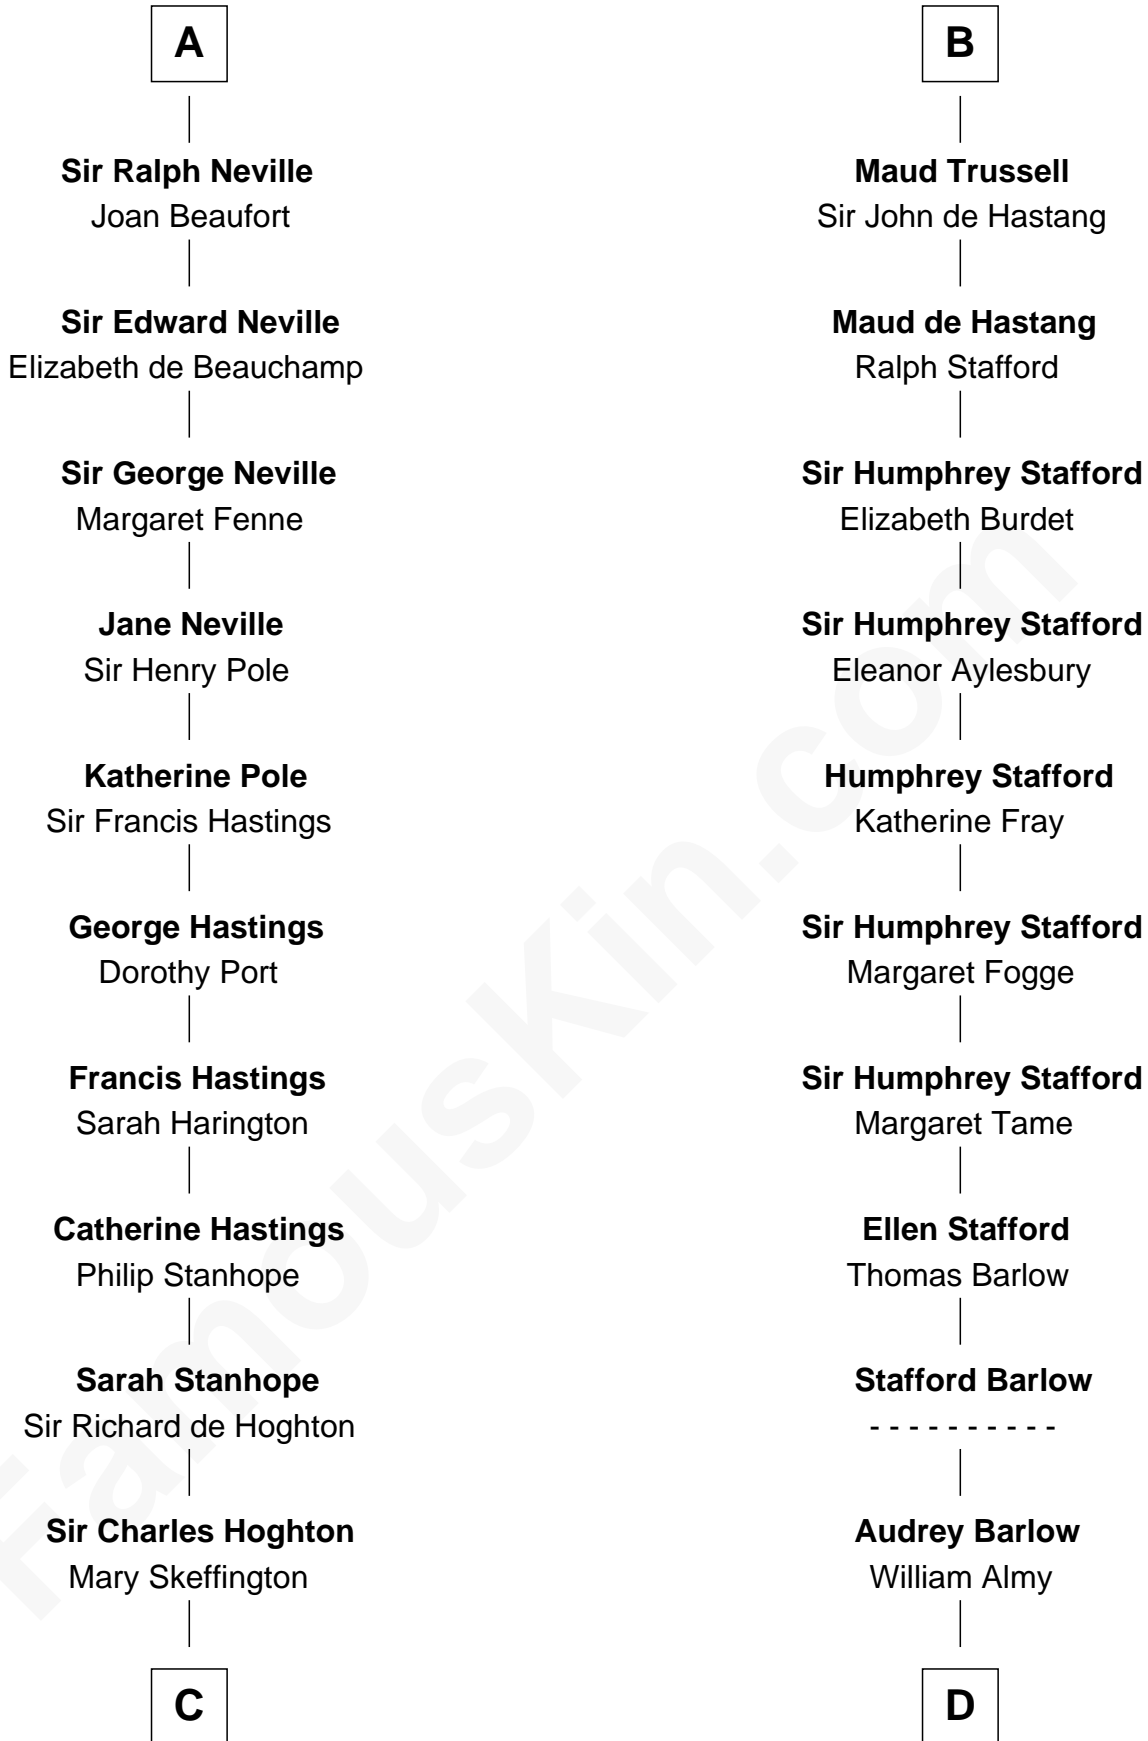 A
Sir Ralph Neville
Joan Beaufort
Sir Edward Neville
Elizabeth de Beauchamp
Sir George Neville
Margaret Fenne
Jane Neville
Sir Henry Pole
Katherine Pole
Sir Francis Hastings
George Hastings
Dorothy Port
Francis Hastings
Sarah Harington
Catherine Hastings
Philip Stanhope
Sarah Stanhope
Sir Richard de Hoghton
Sir Charles Hoghton
Mary Skeffington
C
B
Maud Trussell
Sir John de Hastang
Maud de Hastang
Ralph Stafford
Sir Humphrey Stafford
Elizabeth Burdet
Sir Humphrey Stafford
Eleanor Aylesbury
Humphrey Stafford
Katherine Fray
Sir Humphrey Stafford
Margaret Fogge
Sir Humphrey Stafford
Margaret Tame
Ellen Stafford
Thomas Barlow
Stafford Barlow
- - - - - - - - - -
Audrey Barlow
William Almy
D
FamousKin.com